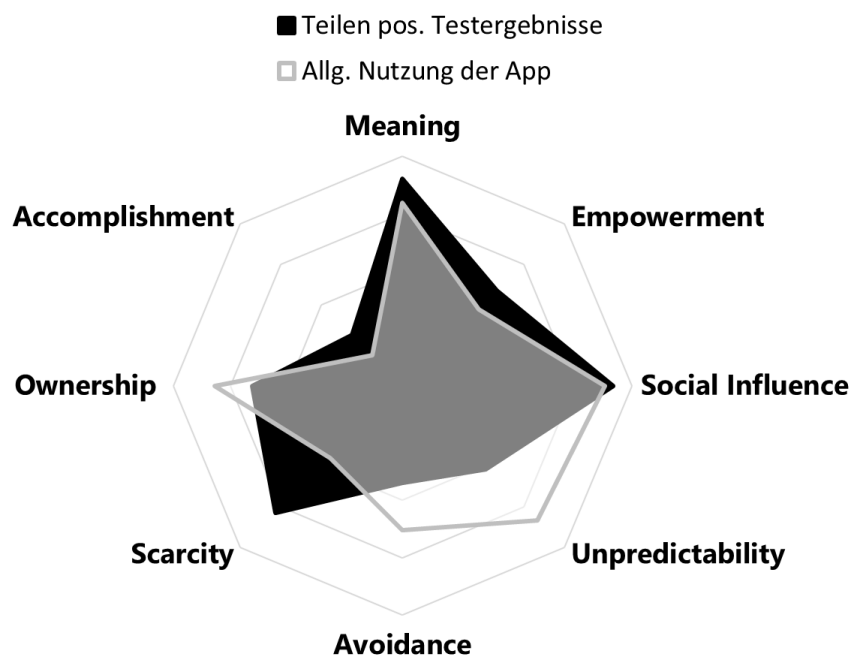 Teilen pos. Testergebnisse
Allg. Nutzung der App
Meaning
Accomplishment
Empowerment
Ownership
Social Influence
Scarcity
Unpredictability
Avoidance